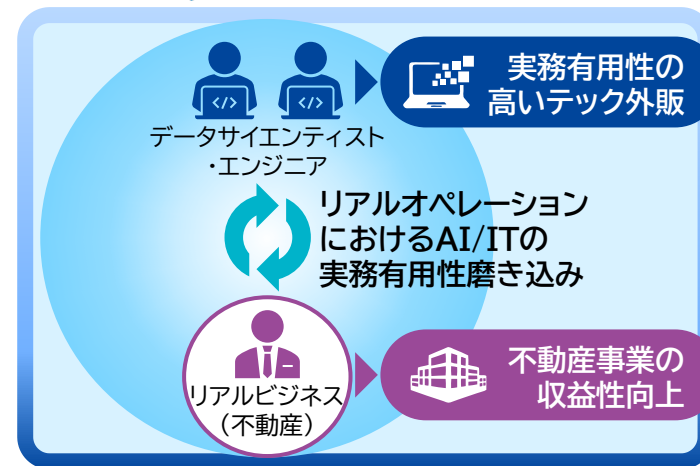 実務有用性の
高いテック外販
</>
</>
データサイエンティスト
・エンジニア
リアルオペレーション
におけるAI/ITの
実務有用性磨き込み
リアルビジネス
(不動産)
不動産事業の
収益性向上